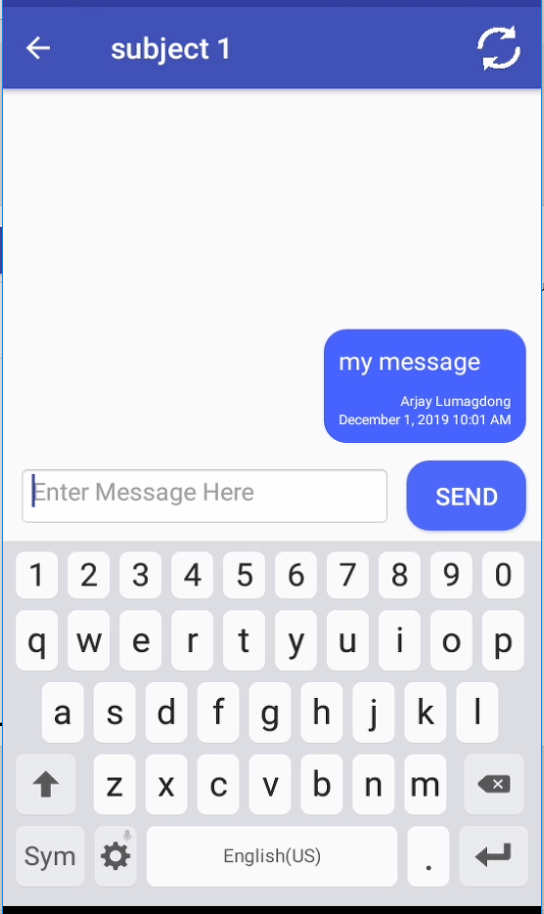 subject 1
my message
Arjay Lumagdong
December 1, 2019 10:01 AM
Enter Message Here
SEND
1 2 3 4 5 6 7 8 9 0
q w e r t y u i o p
a s d f g h j k l
z x c v b n m
Sym English(US) .